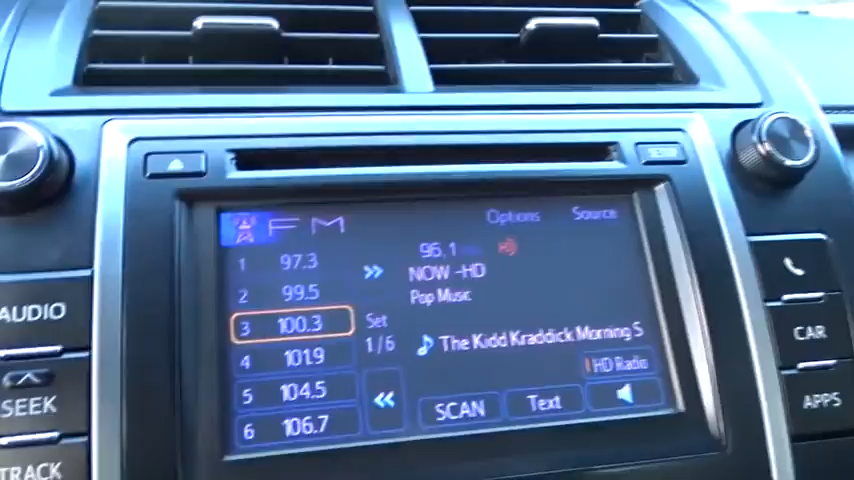 FM
Options
Source
1 97.3
96.1
HD
NOW -HD
2 99.5
Pop Music
3 100.3
Set
1/6
4 101.9
The Kidd Kraddick Morning S
HD Radio
5 104.5
6 106.7
SCAN
Text
AUDIO
SEEK
TRACK
CAR
APPS